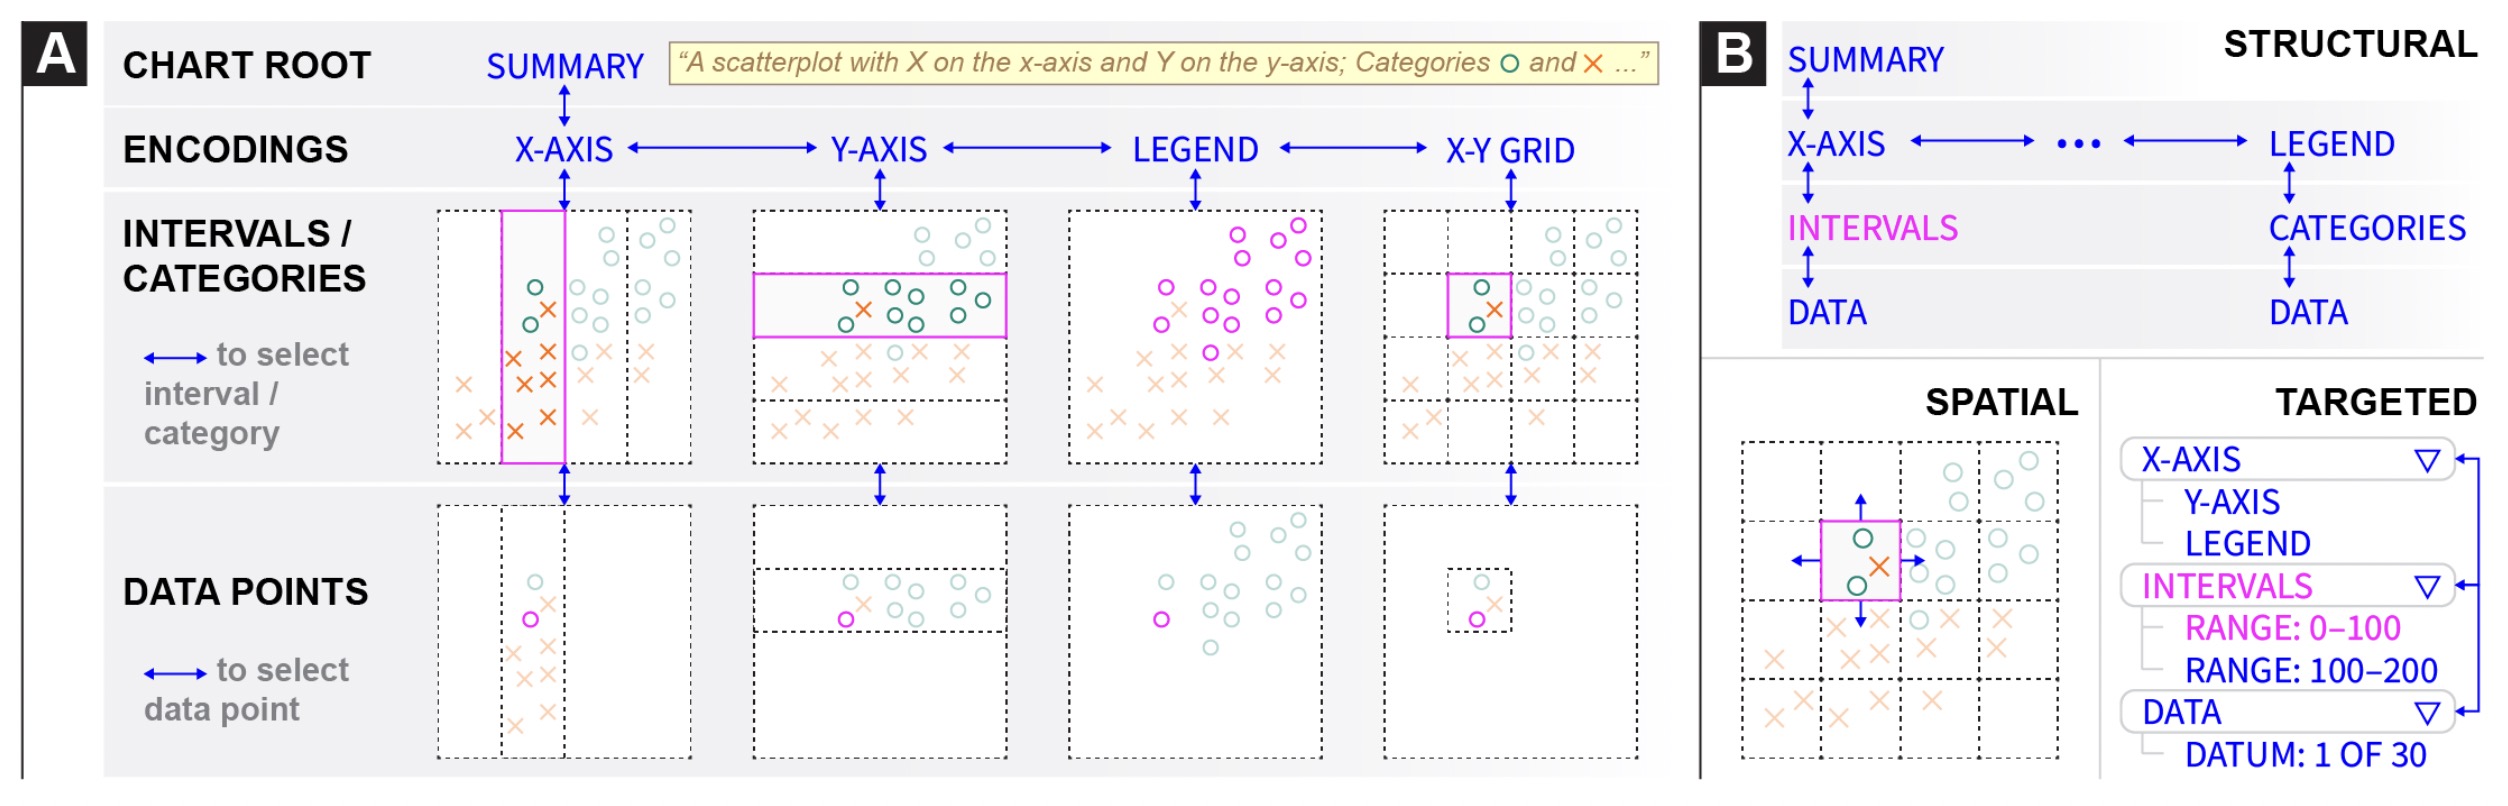 A
CHART ROOT
SUMMARY
“A scatterplot with X on the x-axis and Y on the y-axis; Categories and ...”
ENCODINGS
X-AXIS
Y-AXIS
LEGEND
X-Y GRID
INTERVALS /
CATEGORIES
to select
interval /
category
DATA POINTS
to select
data point
B
STRUCTURAL
SUMMARY
X-AXIS
•••
LEGEND
INTERVALS
CATEGORIES
DATA
DATA
SPATIAL
TARGETED
X-AXIS
Y-AXIS
LEGEND
INTERVALS
RANGE: 0–100
RANGE: 100–200
DATA
DATUM: 1 OF 30